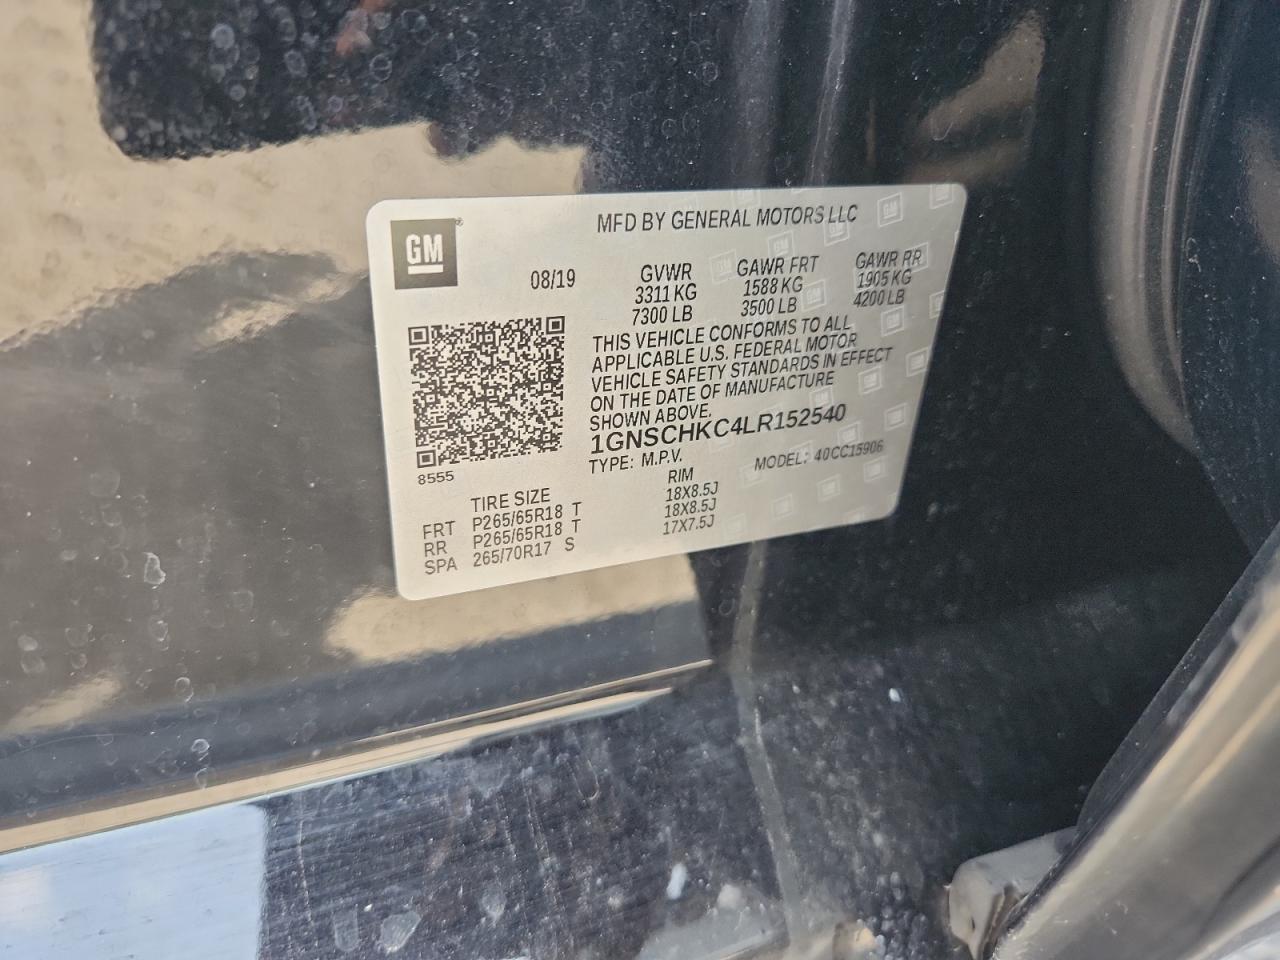 GM®
MFD BY GENERAL MOTORS LLC
08/19
GVWR GAWR FRT GAWR RR
3311 KG 1588 KG 1905 KG
7300 LB 3500 LB 4200 LB
THIS VEHICLE CONFORMS TO ALL
APPLICABLE U.S. FEDERAL MOTOR
VEHICLE SAFETY STANDARDS IN EFFECT
ON THE DATE OF MANUFACTURE
SHOWN ABOVE.
1GNSCHKC4LR152540
TYPE: M.P.V. MODEL: 40CC15906
8555
TIRE SIZE RIM
FRT P265/65R18 T 18X8.5J
RR P265/65R18 T 18X8.5J
SPA 265/70R17 S 17X7.5J